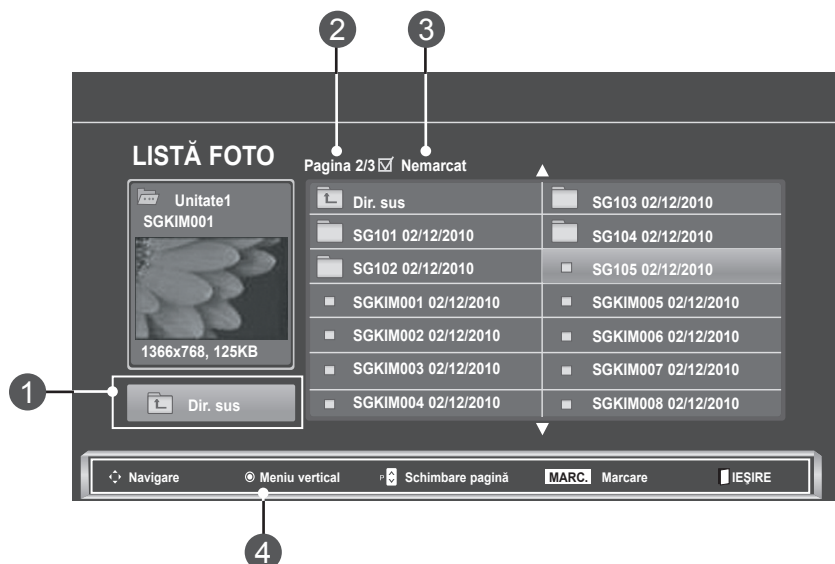 2
3
LISTĂ FOTO
Pagina 2/3 Nemarcat
Unitate1
SGKIM001
1366x768, 125KB
1
Dir. sus
Dir. sus
SG101 02/12/2010
SG102 02/12/2010
SGKIM001 02/12/2010
SGKIM002 02/12/2010
SGKIM003 02/12/2010
SGKIM004 02/12/2010
SG103 02/12/2010
SG104 02/12/2010
SG105 02/12/2010
SGKIM005 02/12/2010
SGKIM006 02/12/2010
SGKIM007 02/12/2010
SGKIM008 02/12/2010
Navigare Meniu vertical P Schimbare pagină MARC. Marcare IEŞIRE
4